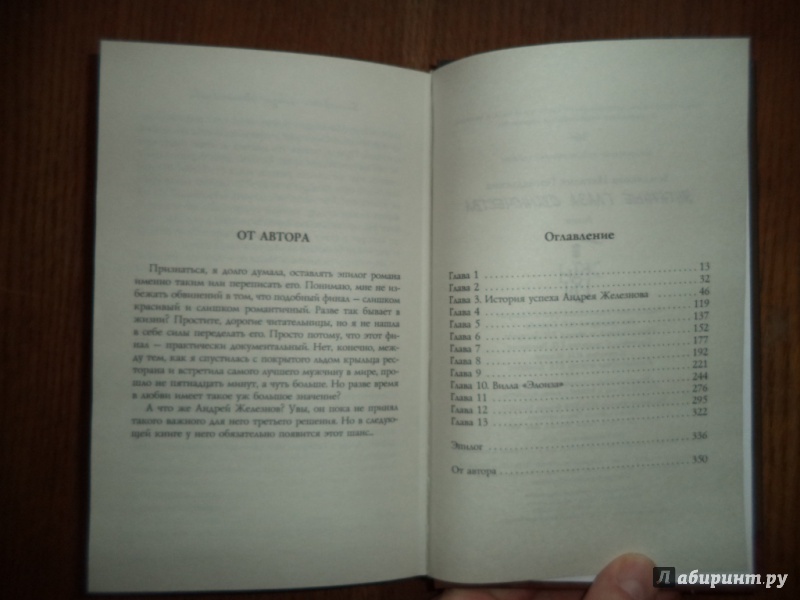 ОТ АВТОРА
Признаться, я долго думала, оставлять эпилог романа
именно таким или переписать его. Понимаю, мне не из-
бежать обвинений в том, что подобный финал — слишком
красивый и слишком романтичный. Разве так бывает в
жизни? Простите, дорогие читательницы, но я не нашла
в себе силы переделать его. Просто потому, что этот фи-
нал — практически документальный. Нет, конечно, меж-
ду тем, как я спустилась с покрытого льдом крыльца рес-
торана и встретила самого лучшего мужчину в мире, про-
шло не пятнадцать минут, а чуть больше. Но разве время
в любви имеет такое уж большое значение?
А что же Андрей Железнов? Увы, он пока не принял
такого важного для него третьего решения. Но в следую-
щей книге у него обязательно появится этот шанс...
Оглавление
Глава 1 13
Глава 2 32
Глава 3. История успеха Андрея Железнова 46
Глава 4 119
Глава 5 137
Глава 6 152
Глава 7 177
Глава 8 192
Глава 9 221
Глава 10. Вилла «Элоиза» 244
Глава 11 276
Глава 12 295
Глава 13 322
Эпилог 336
От автора 350
Лабиринт.ру